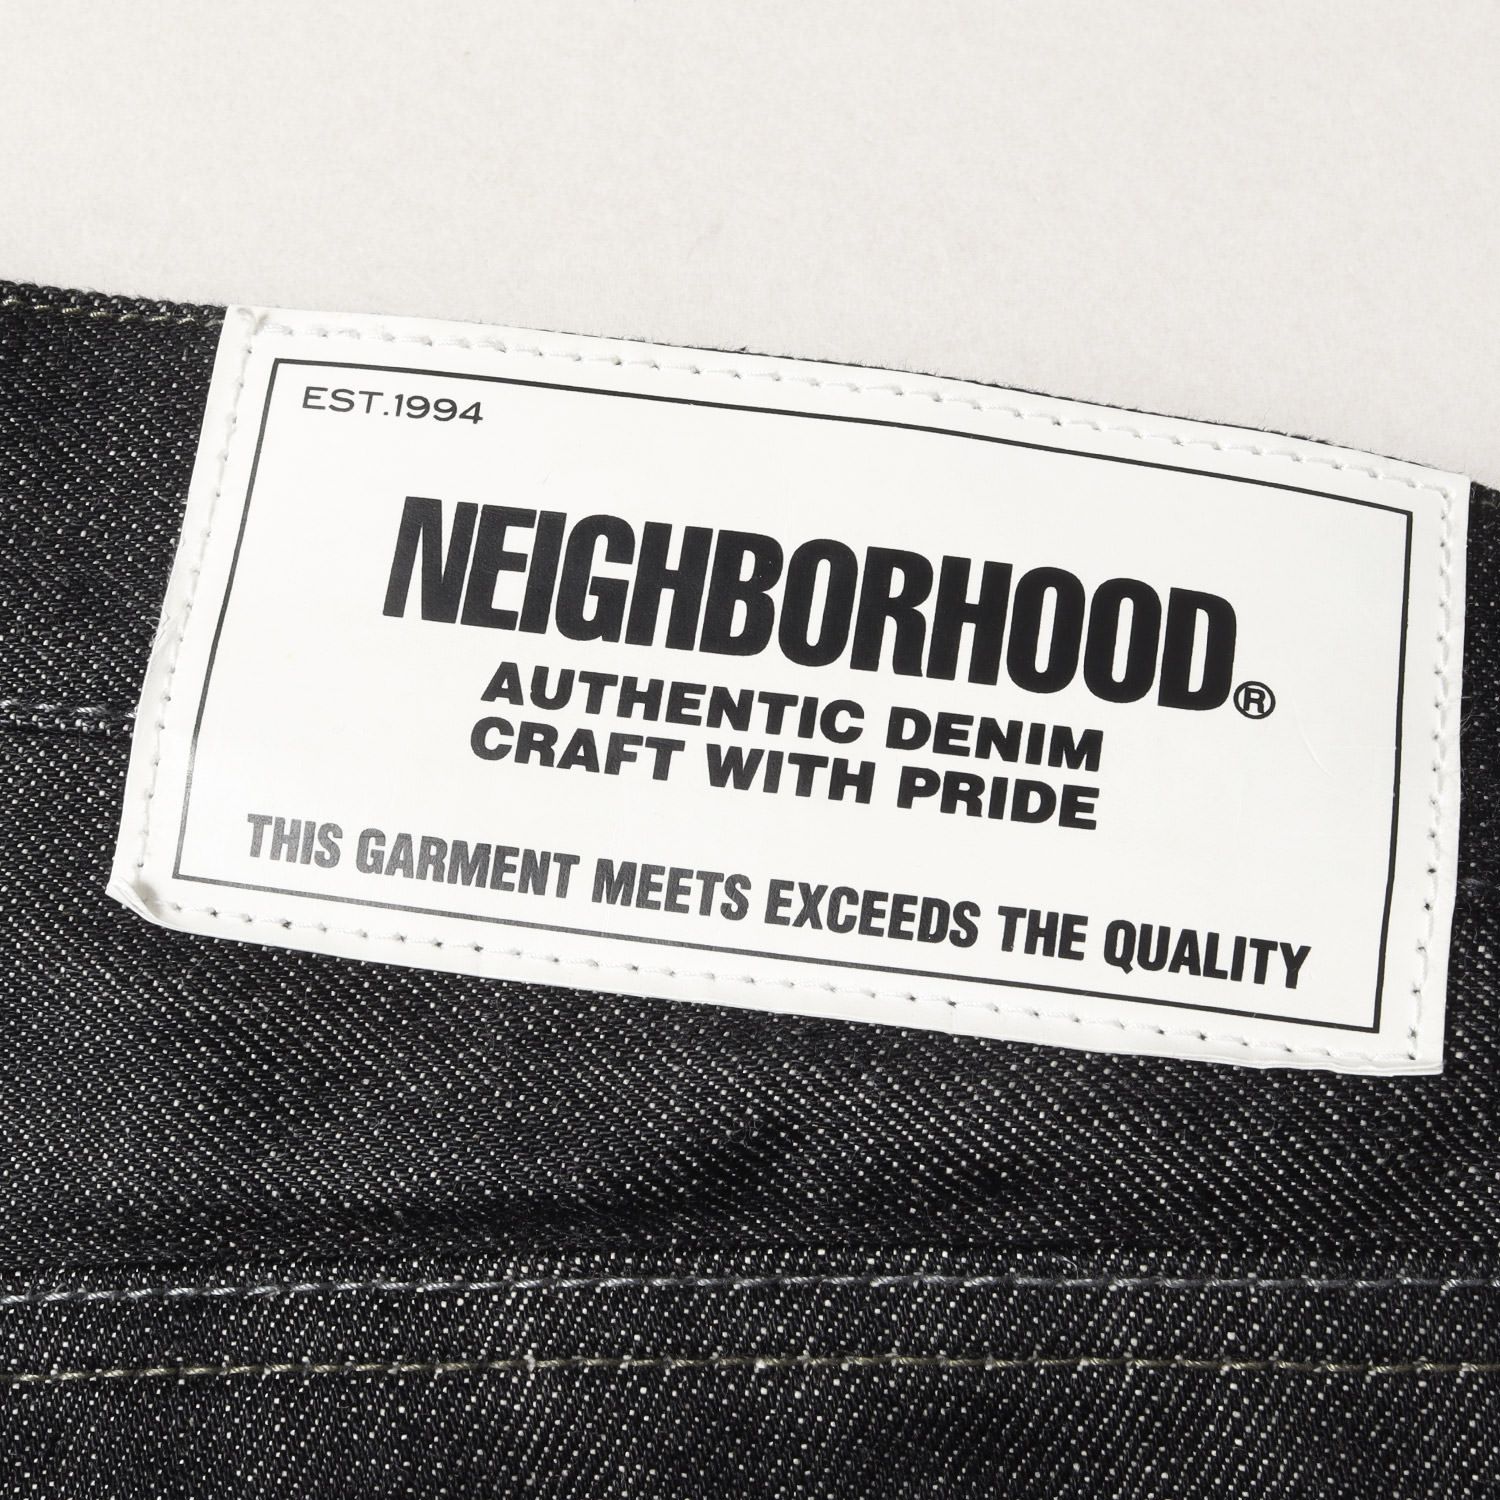 EST.1994
NEIGHBORHOOD®
AUTHENTIC DENIM
CRAFT WITH PRIDE
THIS GARMENT MEETS EXCEEDS THE QUALITY